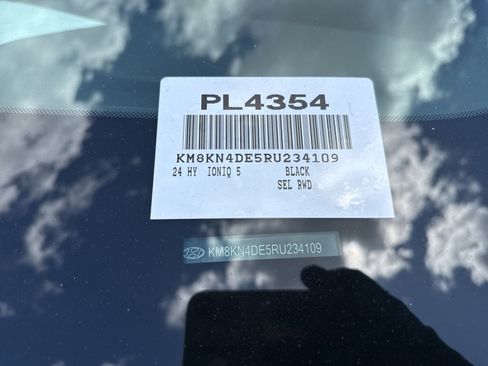 PL4354
KM8KN4DE5RU234109
24 HY IONIQ 5 BLACK
SEL RWD
KM8KN4DE5RU234109